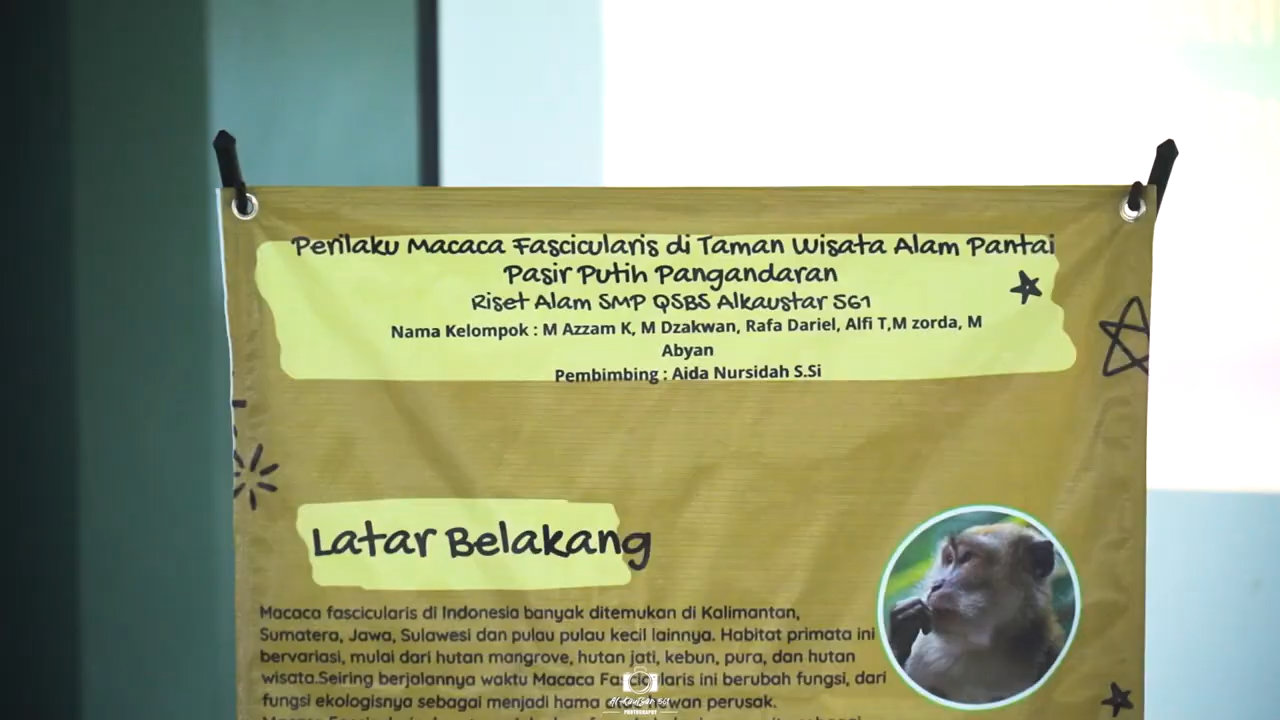 Perilaku Macaca Fascicularis di Taman Wisata Alam Pantai
Pasir Putih Pangandaran
Riset Alam SMP QSBS Alkaustar 561
Nama Kelompok : M Azzam K, M Dzakwan, Rafa Dariel, Alfi T,M zorda, M
Abyan
Pembimbing : Aida Nursidah S.Si
Latar Belakang
Macaca fascicularis di Indonesia banyak ditemukan di Kalimantan,
Sumatera, Jawa, Sulawesi dan pulau pulau kecil lainnya. Habitat primata ini
bervariasi, mulai dari hutan mangrove, hutan jati, kebun, pura, dan hutan
wisata.Seiring berjalannya waktu Macaca Fascicularis ini berubah fungsi, dari
fungsi ekologisnya sebagai menjadi hama perusak.
PHOTOGRAPHY